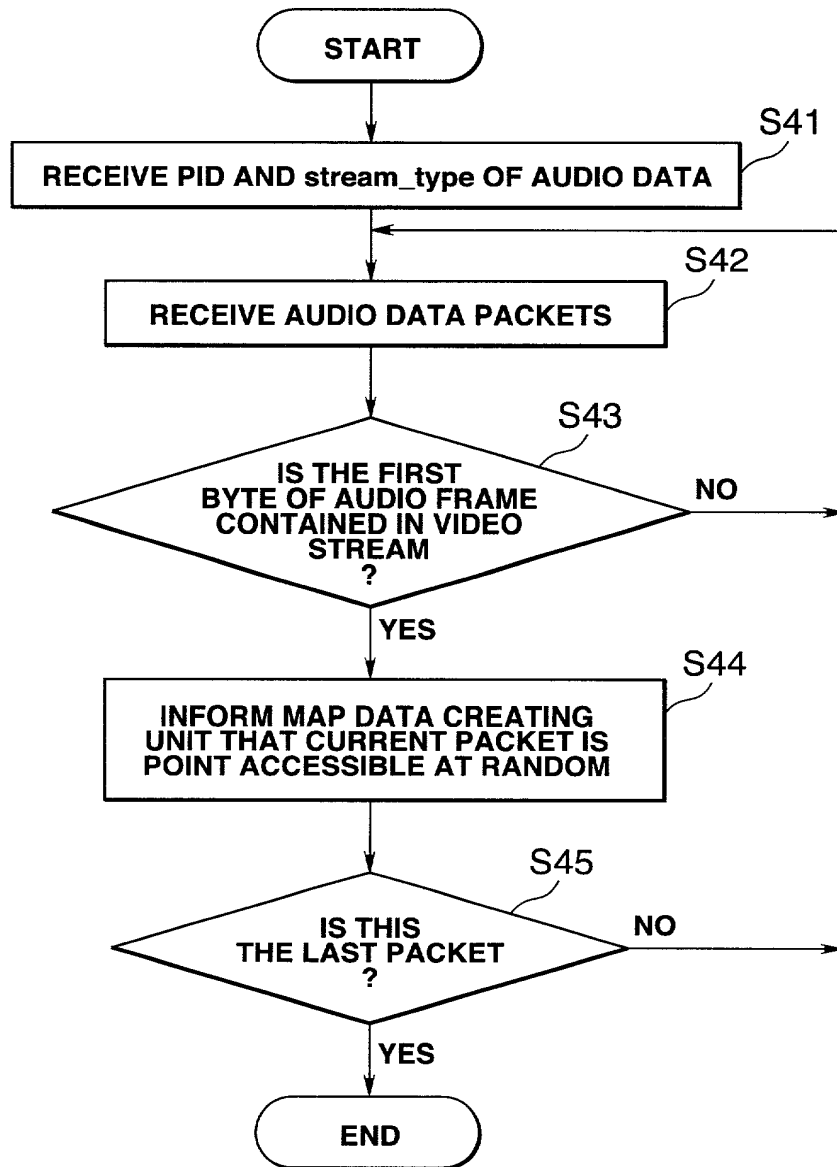 START
S41
RECEIVE PID AND stream_type OF AUDIO DATA
S42
RECEIVE AUDIO DATA PACKETS
S43
IS THE FIRST
BYTE OF AUDIO FRAME
CONTAINED IN VIDEO
STREAM
?
NO
YES
S44
INFORM MAP DATA CREATING
UNIT THAT CURRENT PACKET IS
POINT ACCESSIBLE AT RANDOM
S45
IS THIS
THE LAST PACKET
?
NO
YES
END